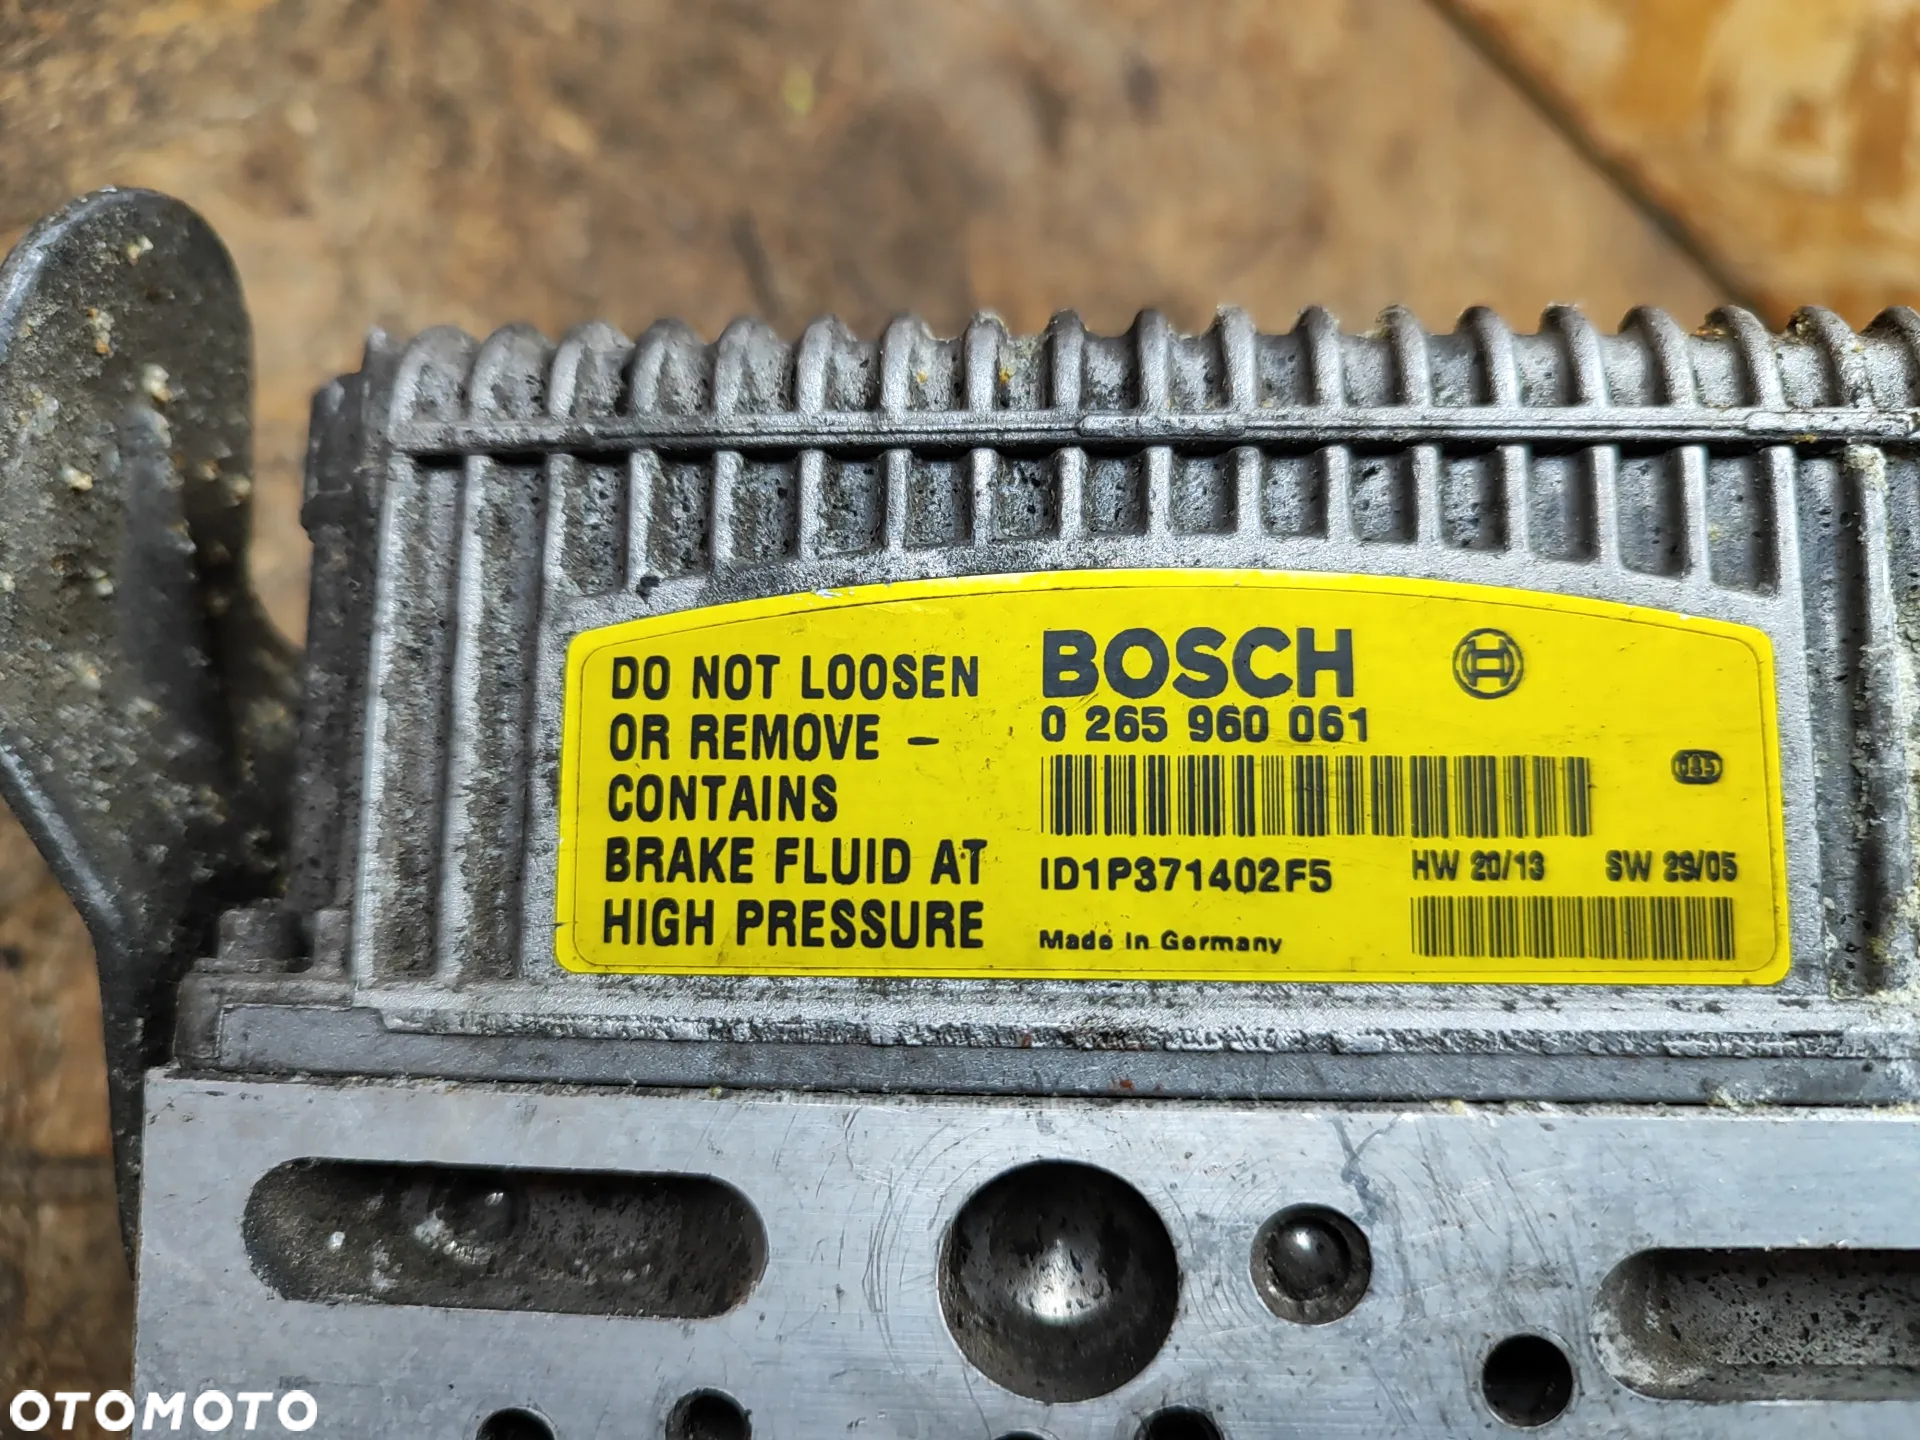 DO NOT LOOSEN
OR REMOVE –
CONTAINS
BRAKE FLUID AT
HIGH PRESSURE
BOSCH
0 265 960 061
ID1P371402F5
HW 20/13 SW 29/05
Made in Germany
OTOMOTO